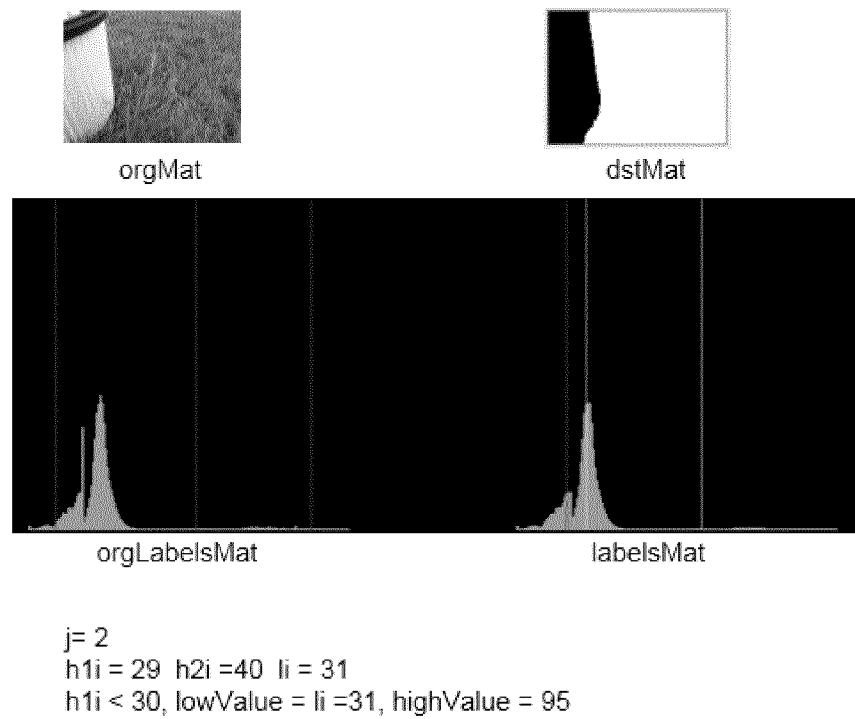 orgMat
dstMat
orgLabelsMat
labelsMat
j= 2
h1i = 29 h2i =40 li = 31
h1i < 30, lowValue = li =31, highValue = 95